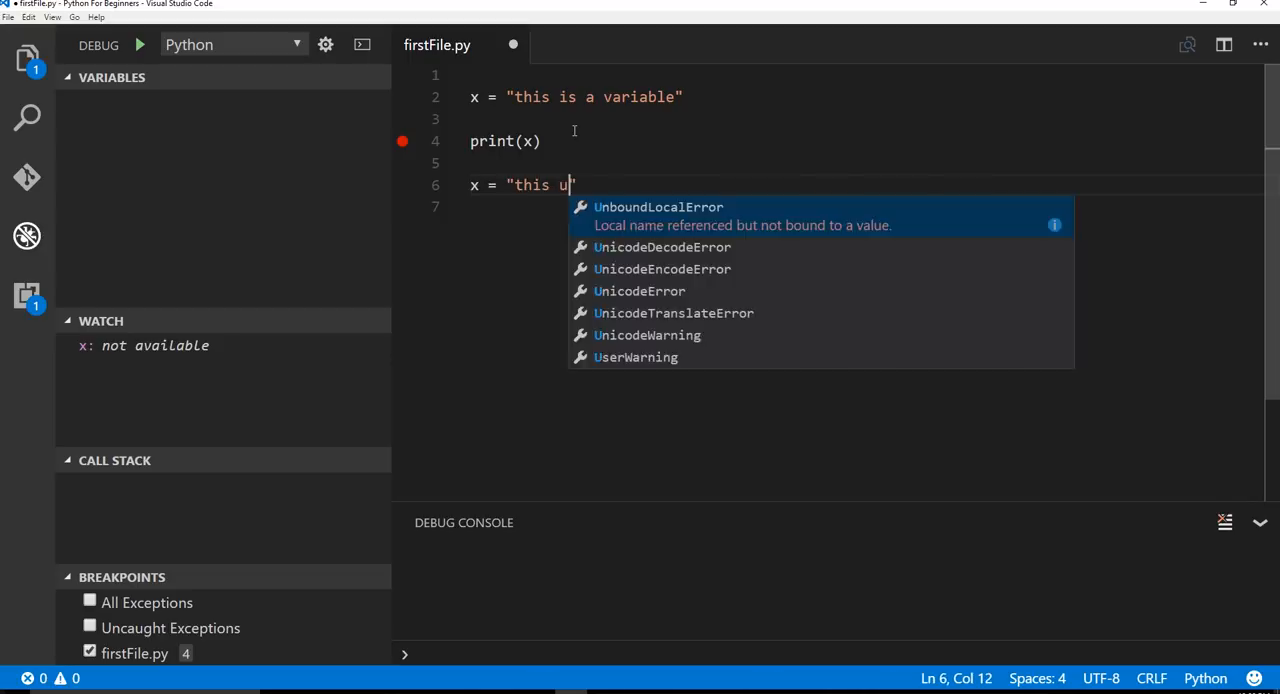 firstFile.py - Python For Beginners - Visual Studio Code
File Edit View Go Help
DEBUG Python
firstFile.py
1
VARIABLES
1
2 x = "this is a variable"
3
4 print(x)
5
6 x = "this u"
7
UnboundLocalError
Local name referenced but not bound to a value.
UnicodeDecodeError
UnicodeEncodeError
UnicodeError
UnicodeTranslateError
UnicodeWarning
UserWarning
1
WATCH
x: not available
CALL STACK
DEBUG CONSOLE
BREAKPOINTS
All Exceptions
Uncaught Exceptions
firstFile.py 4
0 0
Ln 6, Col 12 Spaces: 4 UTF-8 CRLF Python